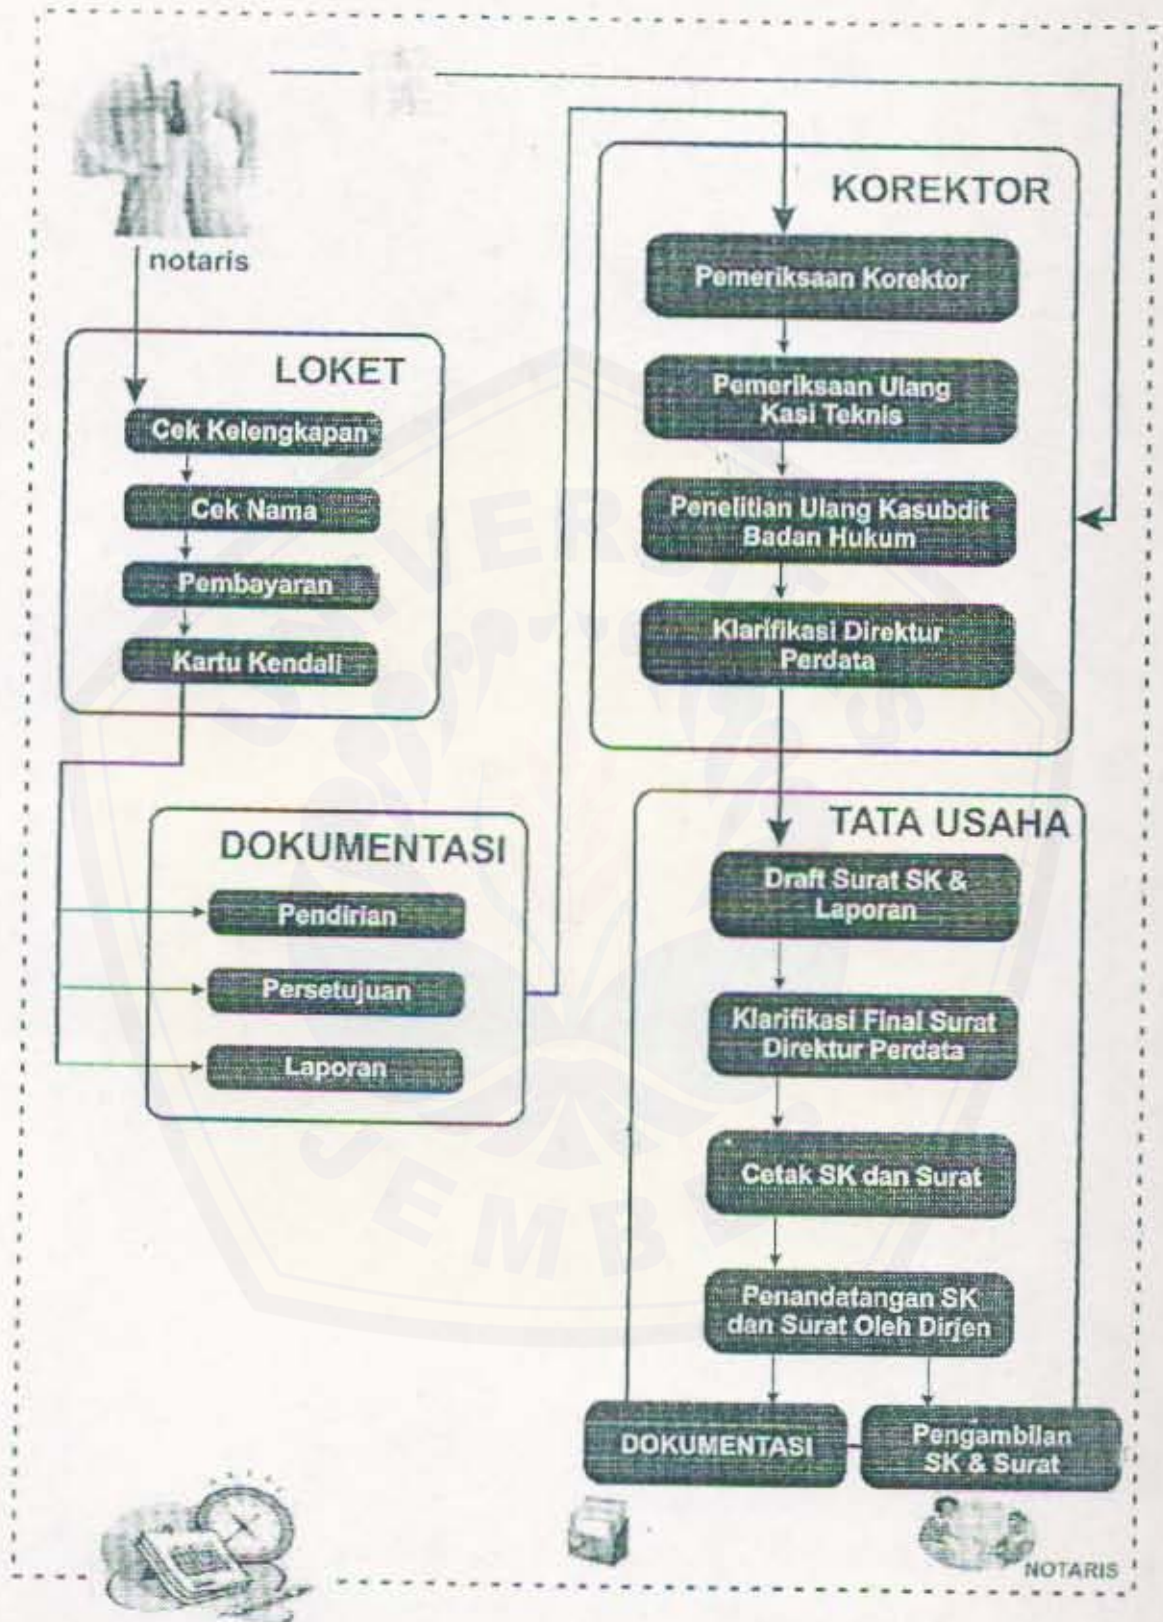 notaris
LOKET
Cek Kelengkapan
Cek Nama
Pembayaran
Kartu Kendali
DOKUMENTASI
Pendirian
Persetujuan
Laporan
KOREKTOR
Pemeriksaan Korektor
Pemeriksaan Ulang
Kasi Teknis
Penelitian Ulang Kasubdit
Badan Hukum
Klarifikasi Direktur
Perdata
TATA USAHA
Draft Surat SK &
Laporan
Klarifikasi Final Surat
Direktur Perdata
Cetak SK dan Surat
Penandatangan SK
dan Surat Oleh Dirjen
DOKUMENTASI
Pengambilan
SK & Surat
NOTARIS
UNIVERSITAS
JEMBER